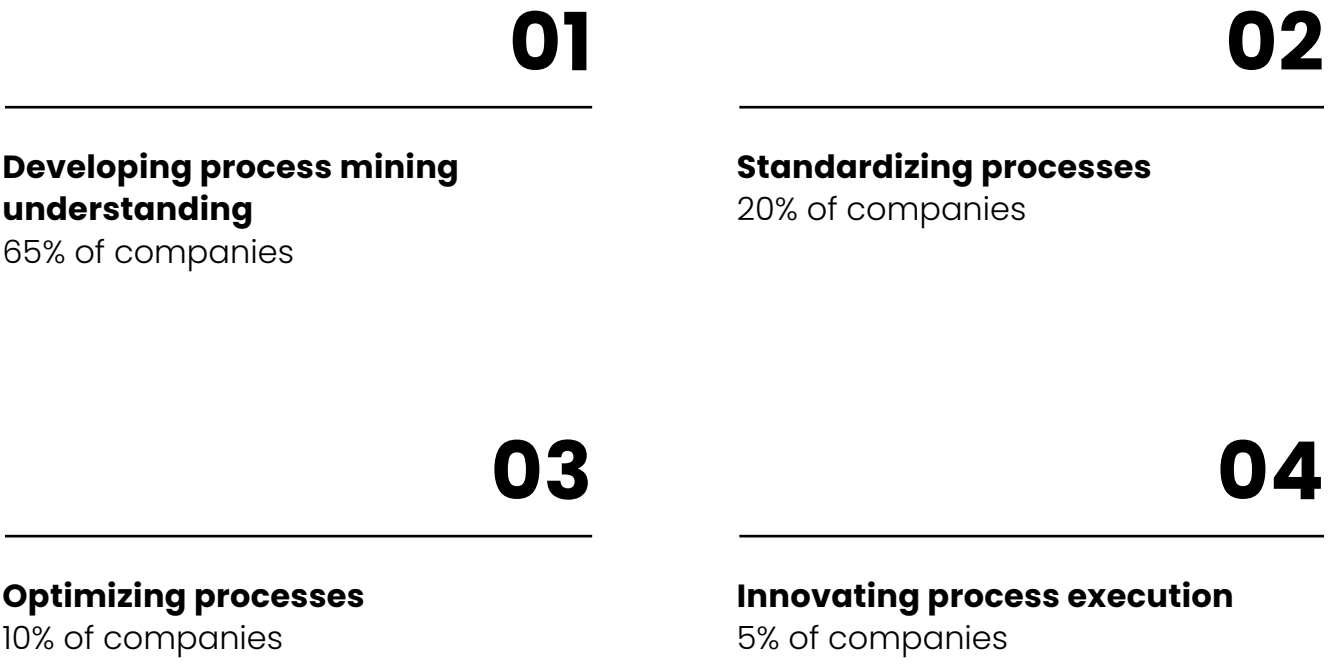 01
Developing process mining
understanding
65% of companies
02
Standardizing processes
20% of companies
03
Optimizing processes
10% of companies
04
Innovating process execution
5% of companies